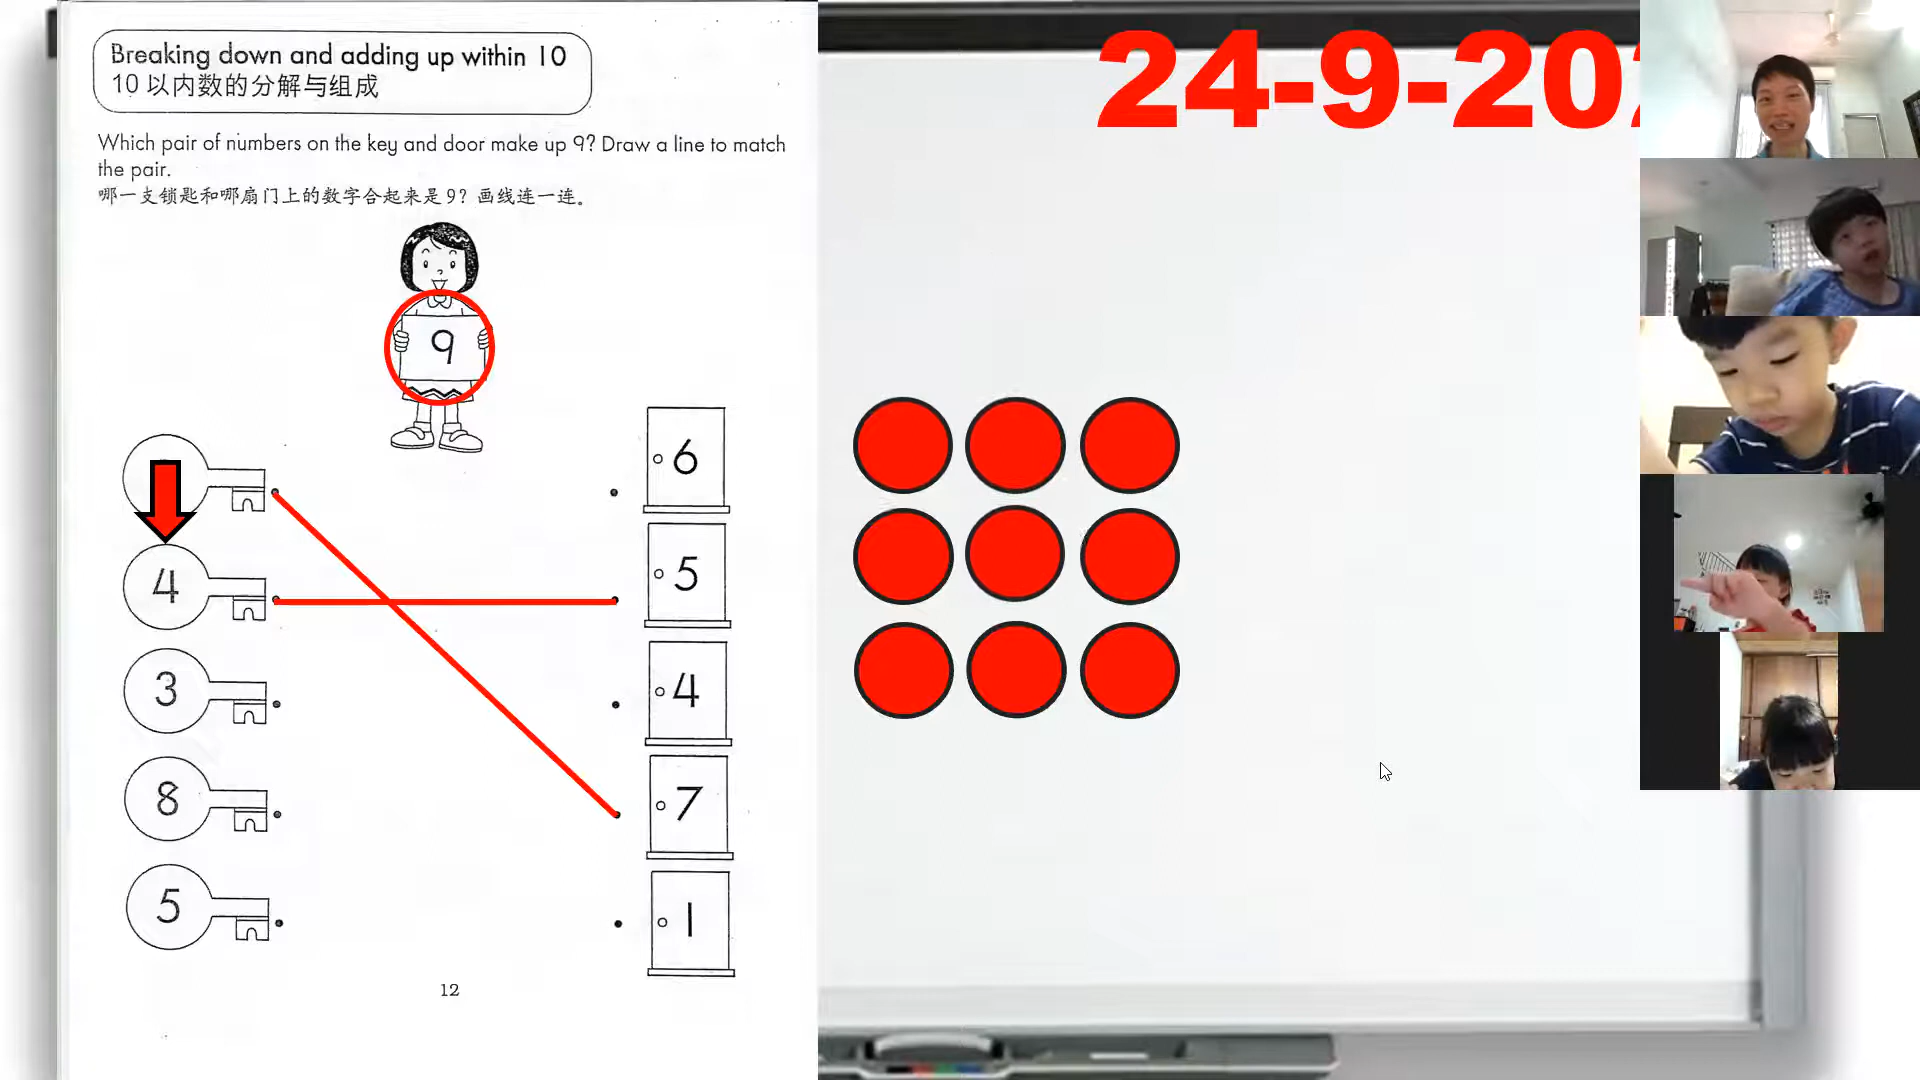 Breaking down and adding up within 10
10 以内数的分解与组成
Which pair of numbers on the key and door make up 9? Draw a line to match
the pair.
哪一支锁匙和哪扇门上的数字合起来是 9? 画线连一连。
9
6
4
5
3
4
8
7
5
1
12
24-9-20